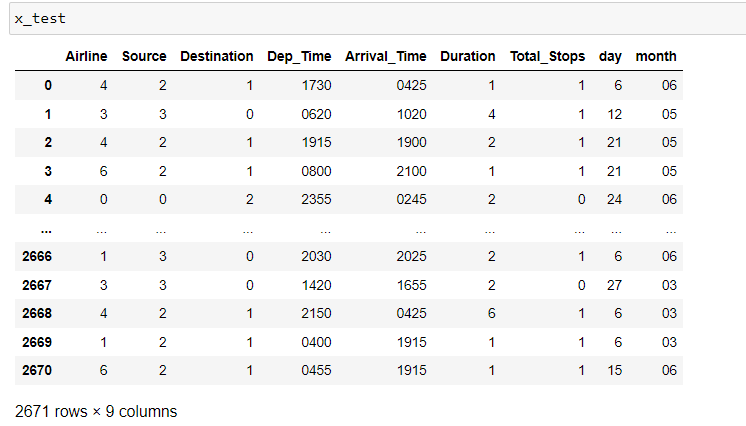 x_test
Airline Source Destination Dep_Time Arrival_Time Duration Total_Stops day month
0 4 2 1 1730 0425 1 1 6 06
1 3 3 0 0620 1020 4 1 12 05
2 4 2 1 1915 1900 2 1 21 05
3 6 2 1 0800 2100 1 1 21 05
4 0 0 2 2355 0245 2 0 24 06
... ... ... ... ... ... ... ... ... ...
2666 1 3 0 2030 2025 2 1 6 06
2667 3 3 0 1420 1655 2 0 27 03
2668 4 2 1 2150 0425 6 1 6 03
2669 1 2 1 0400 1915 1 1 6 03
2670 6 2 1 0455 1915 1 1 15 06
2671 rows × 9 columns